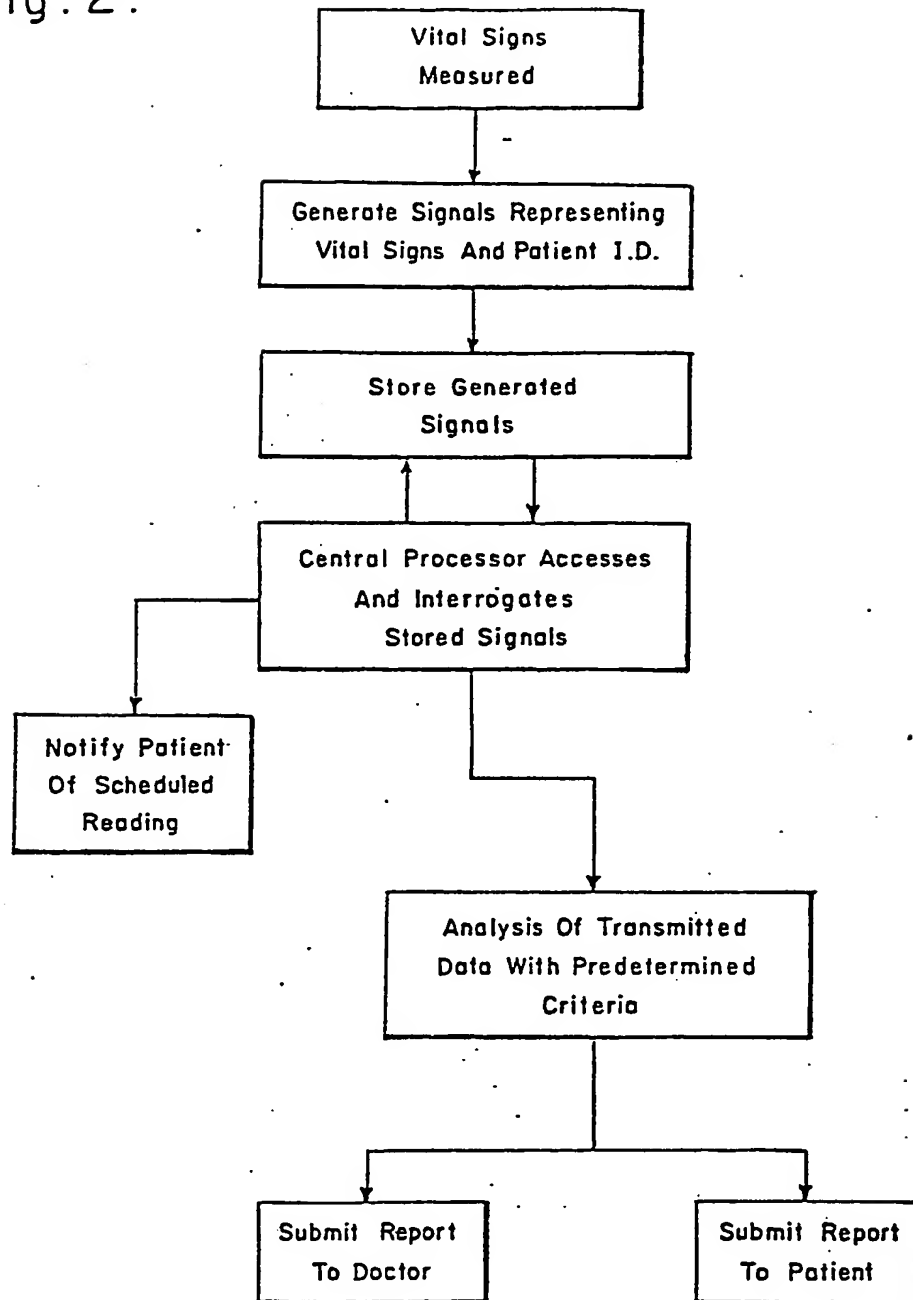 ig. 2.
Vital Signs
Measured
Generate Signals Representing
Vital Signs And Patient I.D.
Store Generated
Signals
Central Processor Accesses
And Interrogates
Stored Signals
Notify Patient
Of Scheduled
Reading
Analysis Of Transmitted
Data With Predetermined
Criteria
Submit Report
To Doctor
Submit Report
To Patient